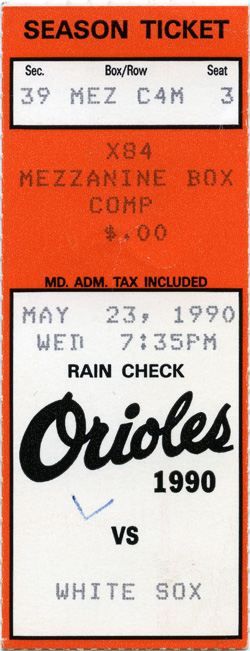 SEASON TICKET
Sec. Box/Row Seat
39 MEZ C4M 3
X84
MEZZANINE BOX
COMP
$.00
MD. ADM. TAX INCLUDED
MAY 23, 1990
WED 7:35PM
RAIN CHECK
Orioles
1990
VS
WHITE SOX